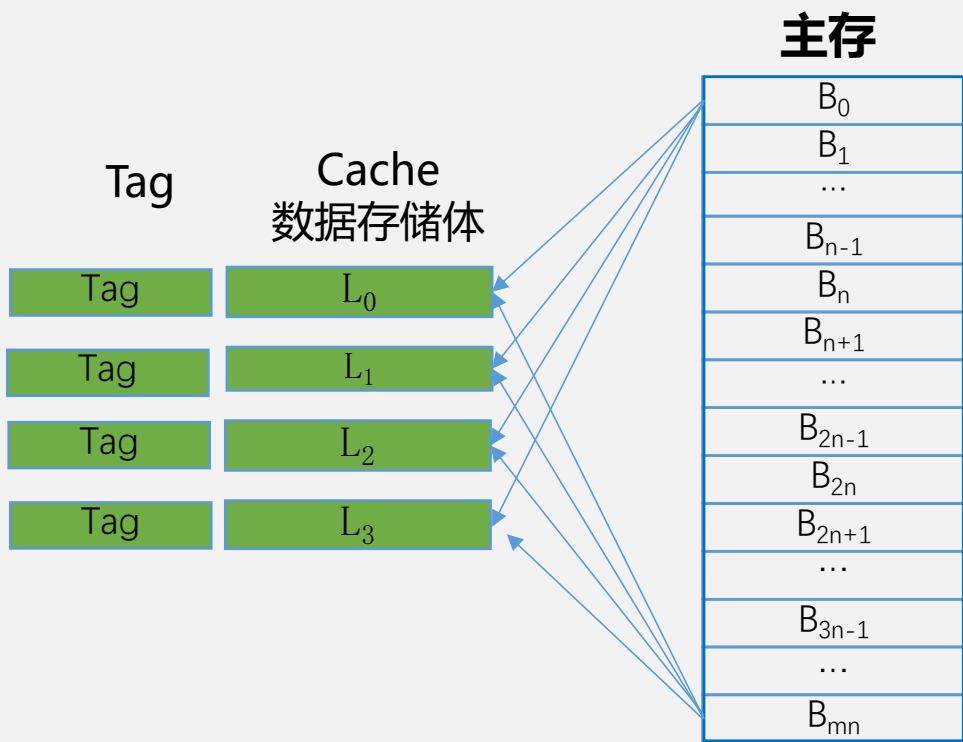 主存
Tag
Cache
数据存储体
Tag
L₀
Tag
L₁
Tag
L₂
Tag
L₃
B₀
B₁
...
Bₙ₋₁
Bₙ
Bₙ₊₁
...
B₂ₙ₋₁
B₂ₙ
B₂ₙ₊₁
...
B₃ₙ₋₁
...
Bₘₙ